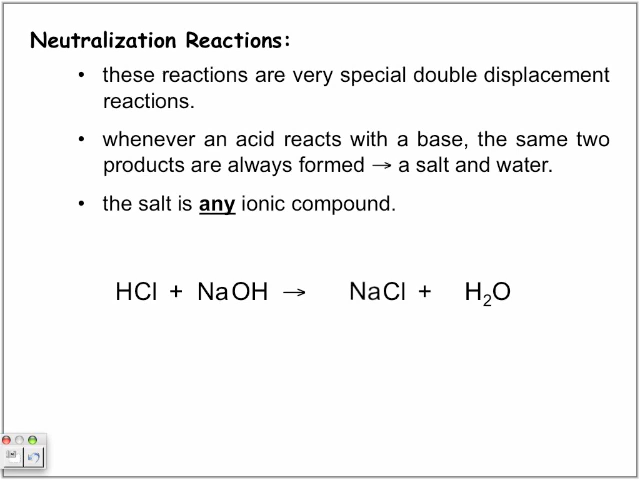 Neutralization Reactions:
• these reactions are very special double displacement
reactions.
• whenever an acid reacts with a base, the same two
products are always formed → a salt and water.
• the salt is any ionic compound.
HCl + NaOH → NaCl + H₂O